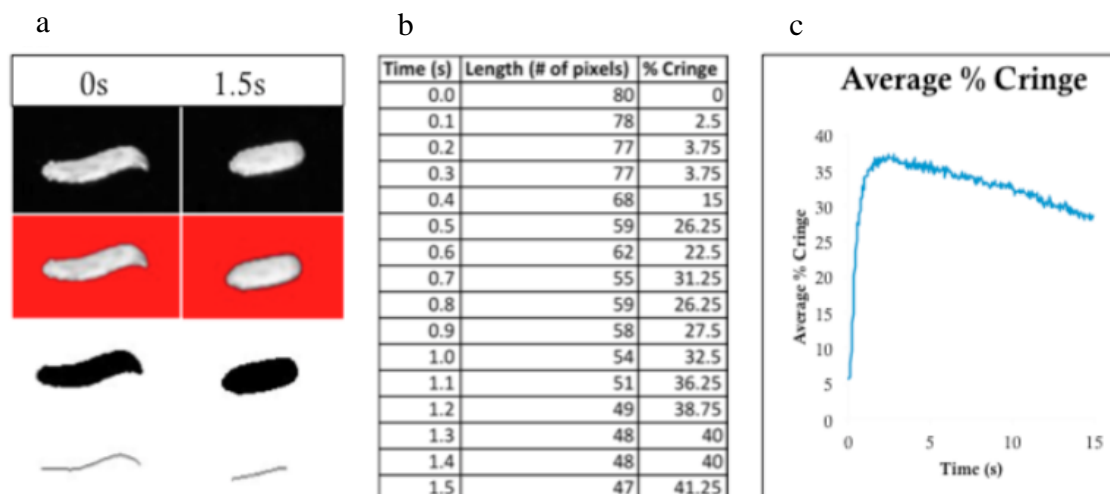 a
0s 1.5s
b
Time (s) Length (# of pixels) % Cringe
0.0 80 0
0.1 78 2.5
0.2 77 3.75
0.3 77 3.75
0.4 68 15
0.5 59 26.25
0.6 62 22.5
0.7 55 31.25
0.8 59 26.25
0.9 58 27.5
1.0 54 32.5
1.1 51 36.25
1.2 49 38.75
1.3 48 40
1.4 48 40
1.5 47 41.25
c
Average % Cringe
Average % Cringe
40
35
30
25
20
15
10
5
0
0 5 10 15
Time (s)